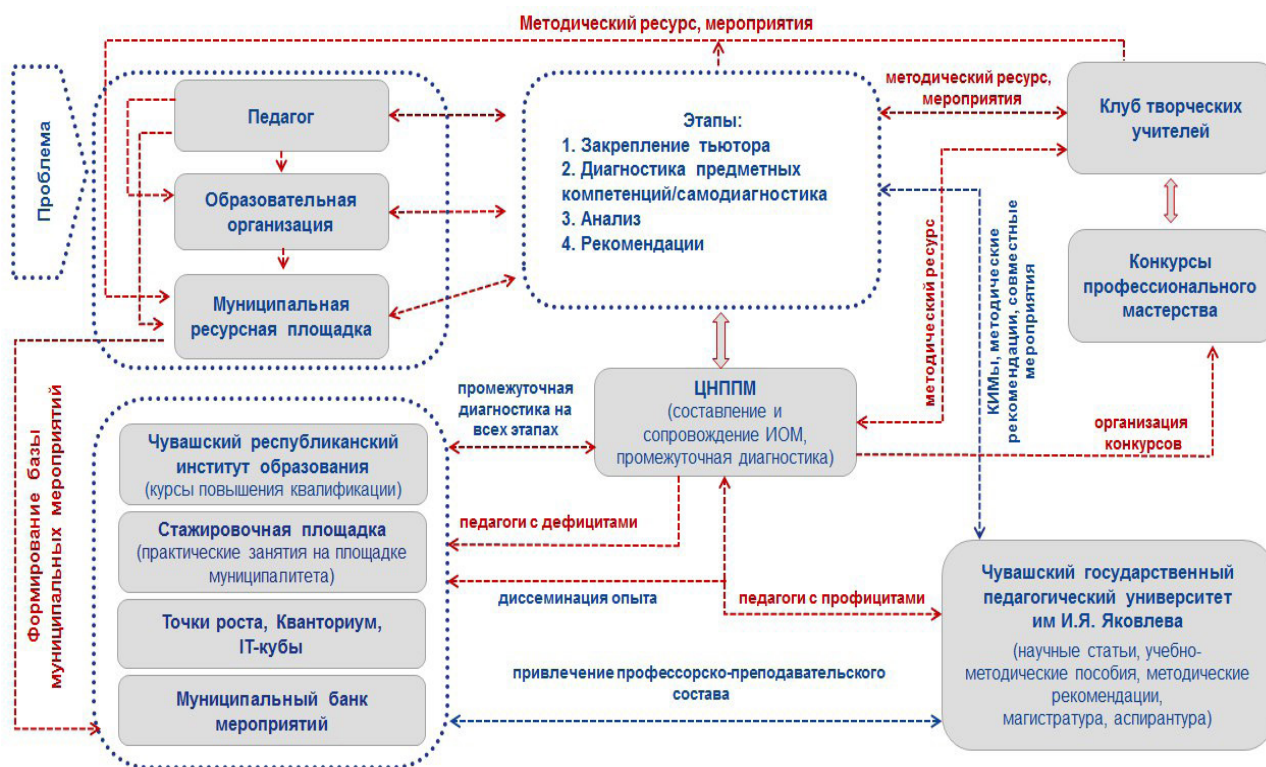 Методический ресурс, мероприятия
Проблема
Педагог
Образовательная
организация
Муниципальная
ресурсная площадка
Этапы:
1. Закрепление тьютора
2. Диагностика предметных
компетенций/самодиагностика
3. Анализ
4. Рекомендации
методический ресурс,
мероприятия
Клуб творческих
учителей
Конкурсы
профессионального
мастерства
методический ресурс
КИМы, методические
рекомендации, совместные
мероприятия
организация
конкурсов
ЦНППМ
(составление и
сопровождение ИОМ,
промежуточная диагностика)
промежуточная
диагностика на
всех этапах
Формирование базы
муниципальных мероприятий
Чувашский республиканский
институт образования
(курсы повышения квалификации)
Стажировочная площадка
(практические занятия на площадке
муниципалитета)
Точки роста, Кванториум,
IT-кубы
Муниципальный банк
мероприятий
педагоги с дефицитами
диссеминация опыта
педагоги с профицитами
привлечение профессорско-преподавательского
состава
Чувашский государственный
педагогический университет
им И.Я. Яковлева
(научные статьи, учебно-
методические пособия, методические
рекомендации,
магистратура, аспирантура)